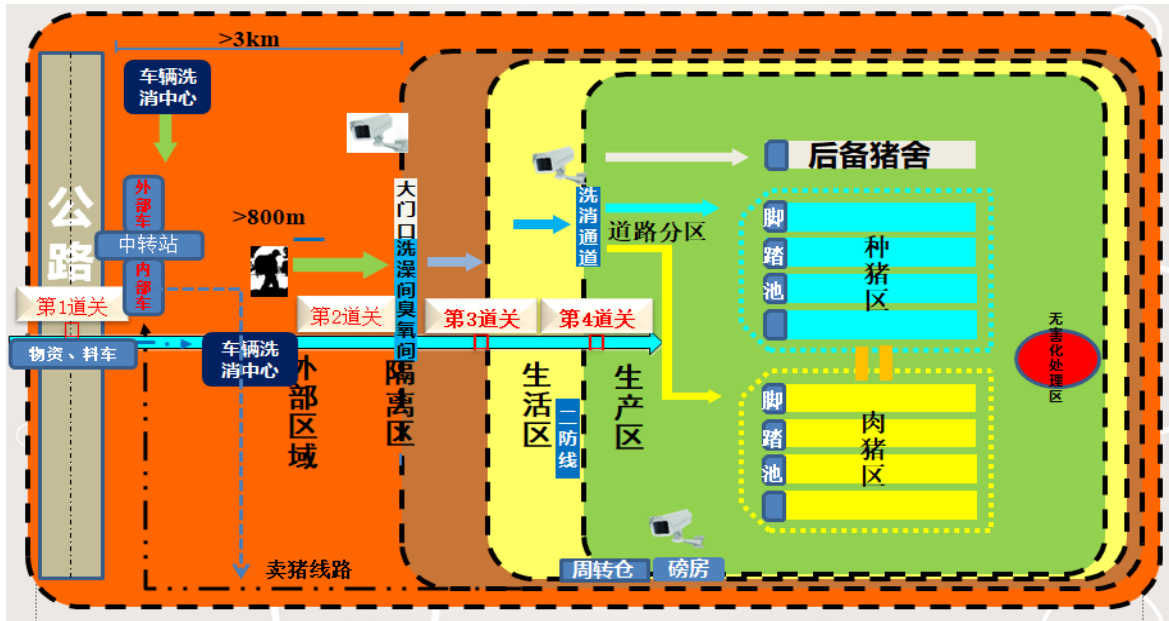 >3km
车辆洗
消中心
公路
外部车
中转站
内部车
第1道关
物资、料车
车辆洗
消中心
>800m
大门口
洗澡间臭氧间
第2道关
第3道关
第4道关
外部区域
隔离区
生活区
生产区
二防线
洗消通道
道路分区
后备猪舍
脚
踏
池
种猪区
脚
踏
池
肉猪区
无害化处理区
卖猪线路
周转仓
磅房